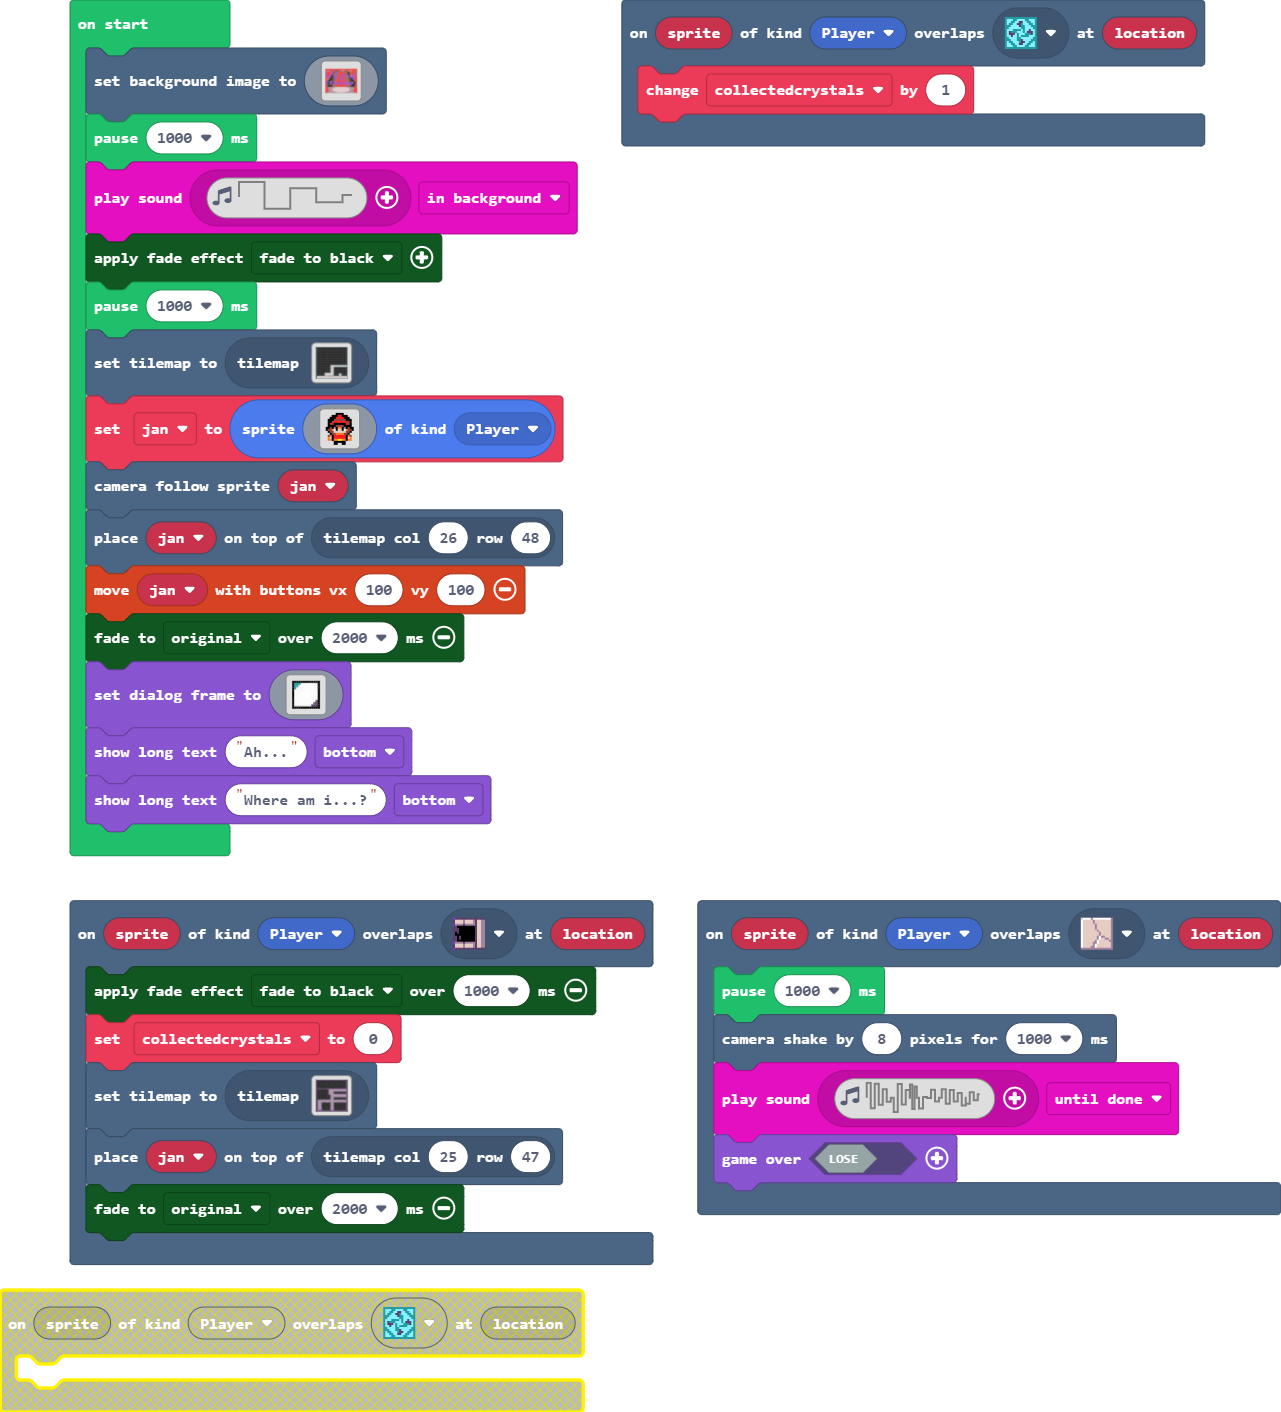 on start
set background image to
pause 1000 ms
play sound in background
apply fade effect fade to black
pause 1000 ms
set tilemap to tilemap
set jan to sprite of kind Player
camera follow sprite jan
place jan on top of tilemap col 26 row 48
move jan with buttons vx 100 vy 100
fade to original over 2000 ms
set dialog frame to
show long text "Ah..." bottom
show long text "Where am i...?" bottom
on sprite of kind Player overlaps at location
change collectedcrystals by 1
on sprite of kind Player overlaps at location
apply fade effect fade to black over 1000 ms
set collectedcrystals to 0
set tilemap to tilemap
place jan on top of tilemap col 25 row 47
fade to original over 2000 ms
on sprite of kind Player overlaps at location
pause 1000 ms
camera shake by 8 pixels for 1000 ms
play sound until done
game over LOSE
on sprite of kind Player overlaps at location